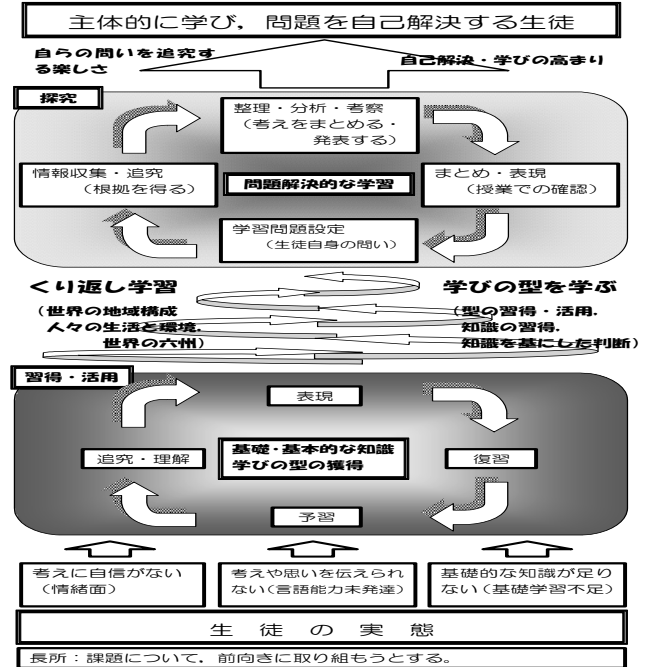 主体的に学び，問題を自己解決する生徒
自らの問いを追究す
る楽しさ
自己解決・学びの高まり
探究
整理・分析・考察
（考えをまとめる・
発表する）
情報収集・追究
（根拠を得る）
問題解決的な学習
まとめ・表現
（授業での確認）
学習問題設定
（生徒自身の問い）
くり返し学習
（世界の地域構成
人々の生活と環境．
世界の六州）
学びの型を学ぶ
（型の習得・活用．
知識の習得．
知識を基にした判断）
習得・活用
表現
追究・理解
基礎・基本的な知識
学びの型の獲得
復習
予習
考えに自信がない
（情緒面）
考えや思いを伝えられ
ない（言語能力未発達）
基礎的な知識が足り
ない（基礎学習不足）
生徒の実態
長所：課題について，前向きに取り組もうとする。